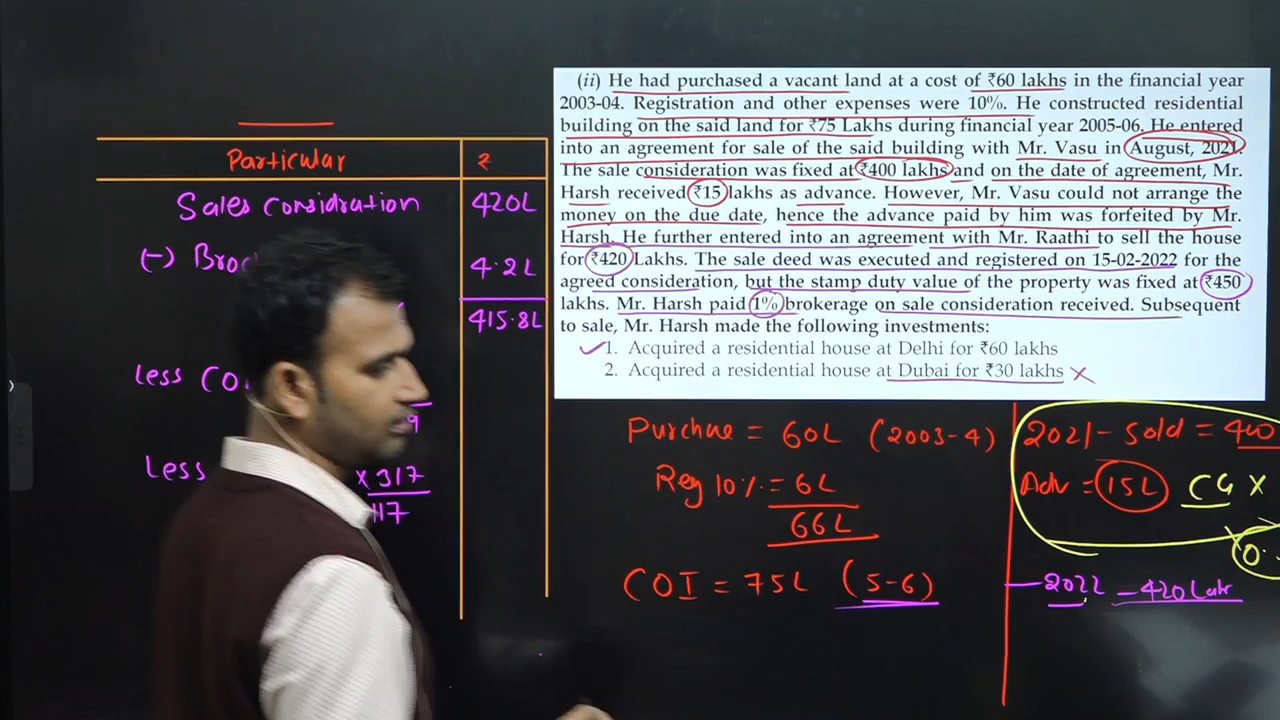 Particular ₹
Sales Considration 420L
(-) Bro 4.2L
415.8L
Less CO
9
Less × 317
117
(ii) He had purchased a vacant land at a cost of ₹60 lakhs in the financial year
2003-04. Registration and other expenses were 10%. He constructed residential
building on the said land for ₹75 Lakhs during financial year 2005-06. He entered
into an agreement for sale of the said building with Mr. Vasu in August, 2021.
The sale consideration was fixed at ₹400 lakhs and on the date of agreement, Mr.
Harsh received ₹15 lakhs as advance. However, Mr. Vasu could not arrange the
money on the due date, hence the advance paid by him was forfeited by Mr.
Harsh. He further entered into an agreement with Mr. Raathi to sell the house
for ₹420 Lakhs. The sale deed was executed and registered on 15-02-2022 for the
agreed consideration, but the stamp duty value of the property was fixed at ₹450
lakhs. Mr. Harsh paid 1% brokerage on sale consideration received. Subsequent
to sale, Mr. Harsh made the following investments:
1. Acquired a residential house at Delhi for ₹60 lakhs
2. Acquired a residential house at Dubai for ₹30 lakhs
Purchae = 60L (2003-4)
Reg 10% = 6L
66L
COI = 75L (5-6)
2021 - Sold = 400
Adv = 15L CG X
0
2022 - 420 Lakr